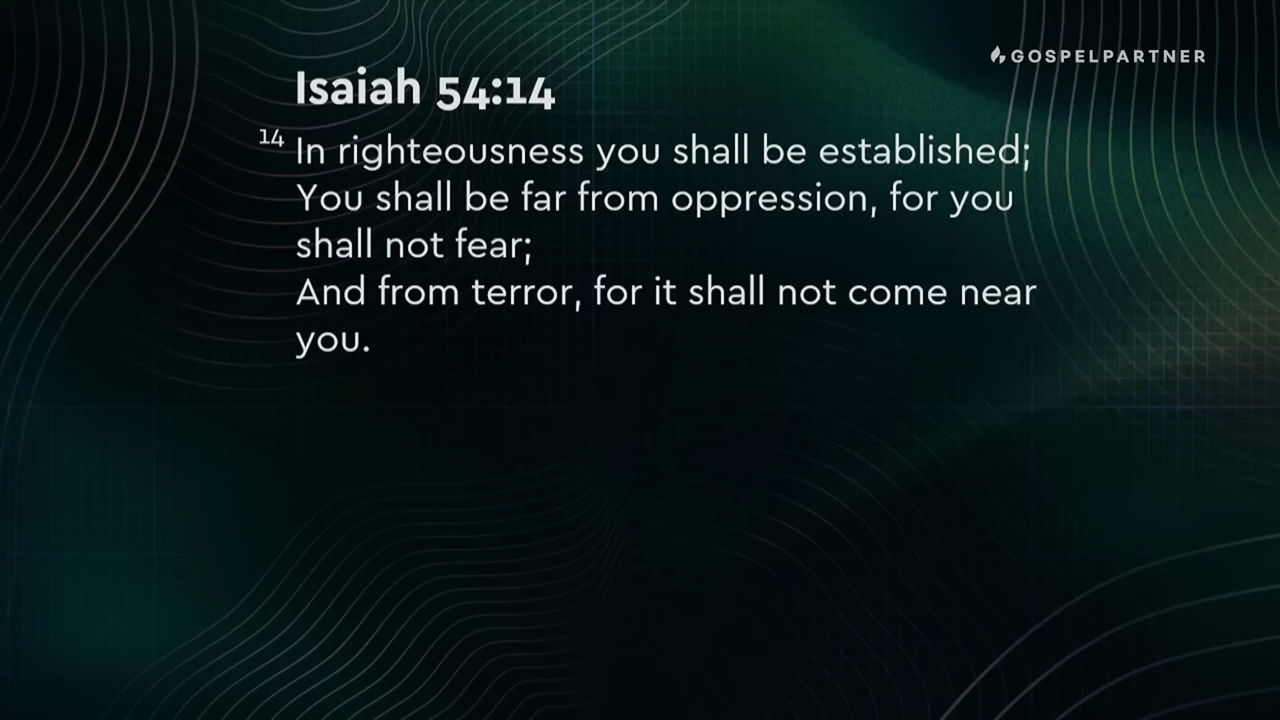 GOSPELPARTNER
Isaiah 54:14
14 In righteousness you shall be established;
You shall be far from oppression, for you
shall not fear;
And from terror, for it shall not come near
you.